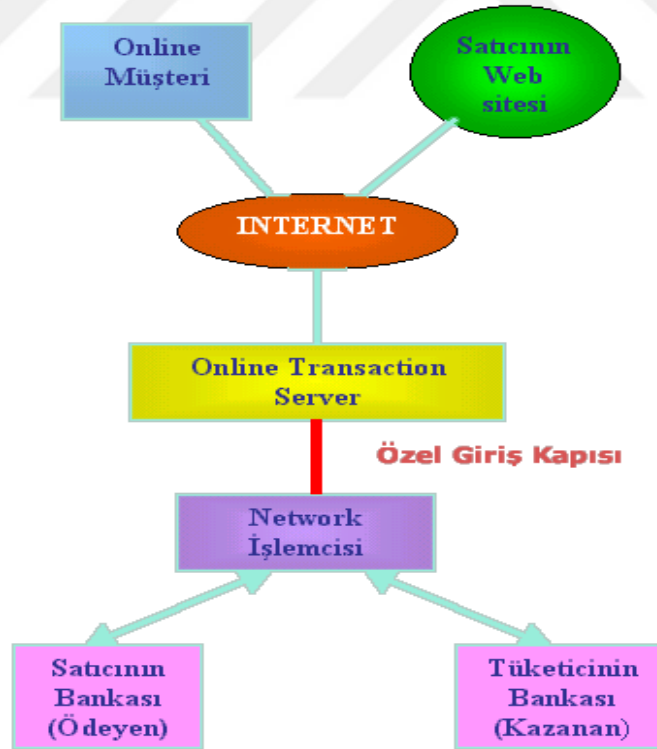 Online
Müşteri
Satıcının
Web
sitesi
INTERNET
Online Transaction
Server
Özel Giriş Kapısı
Network
İşlemcisi
Satıcının
Bankası
(Ödeyen)
Tüketicinin
Bankası
(Kazanan)